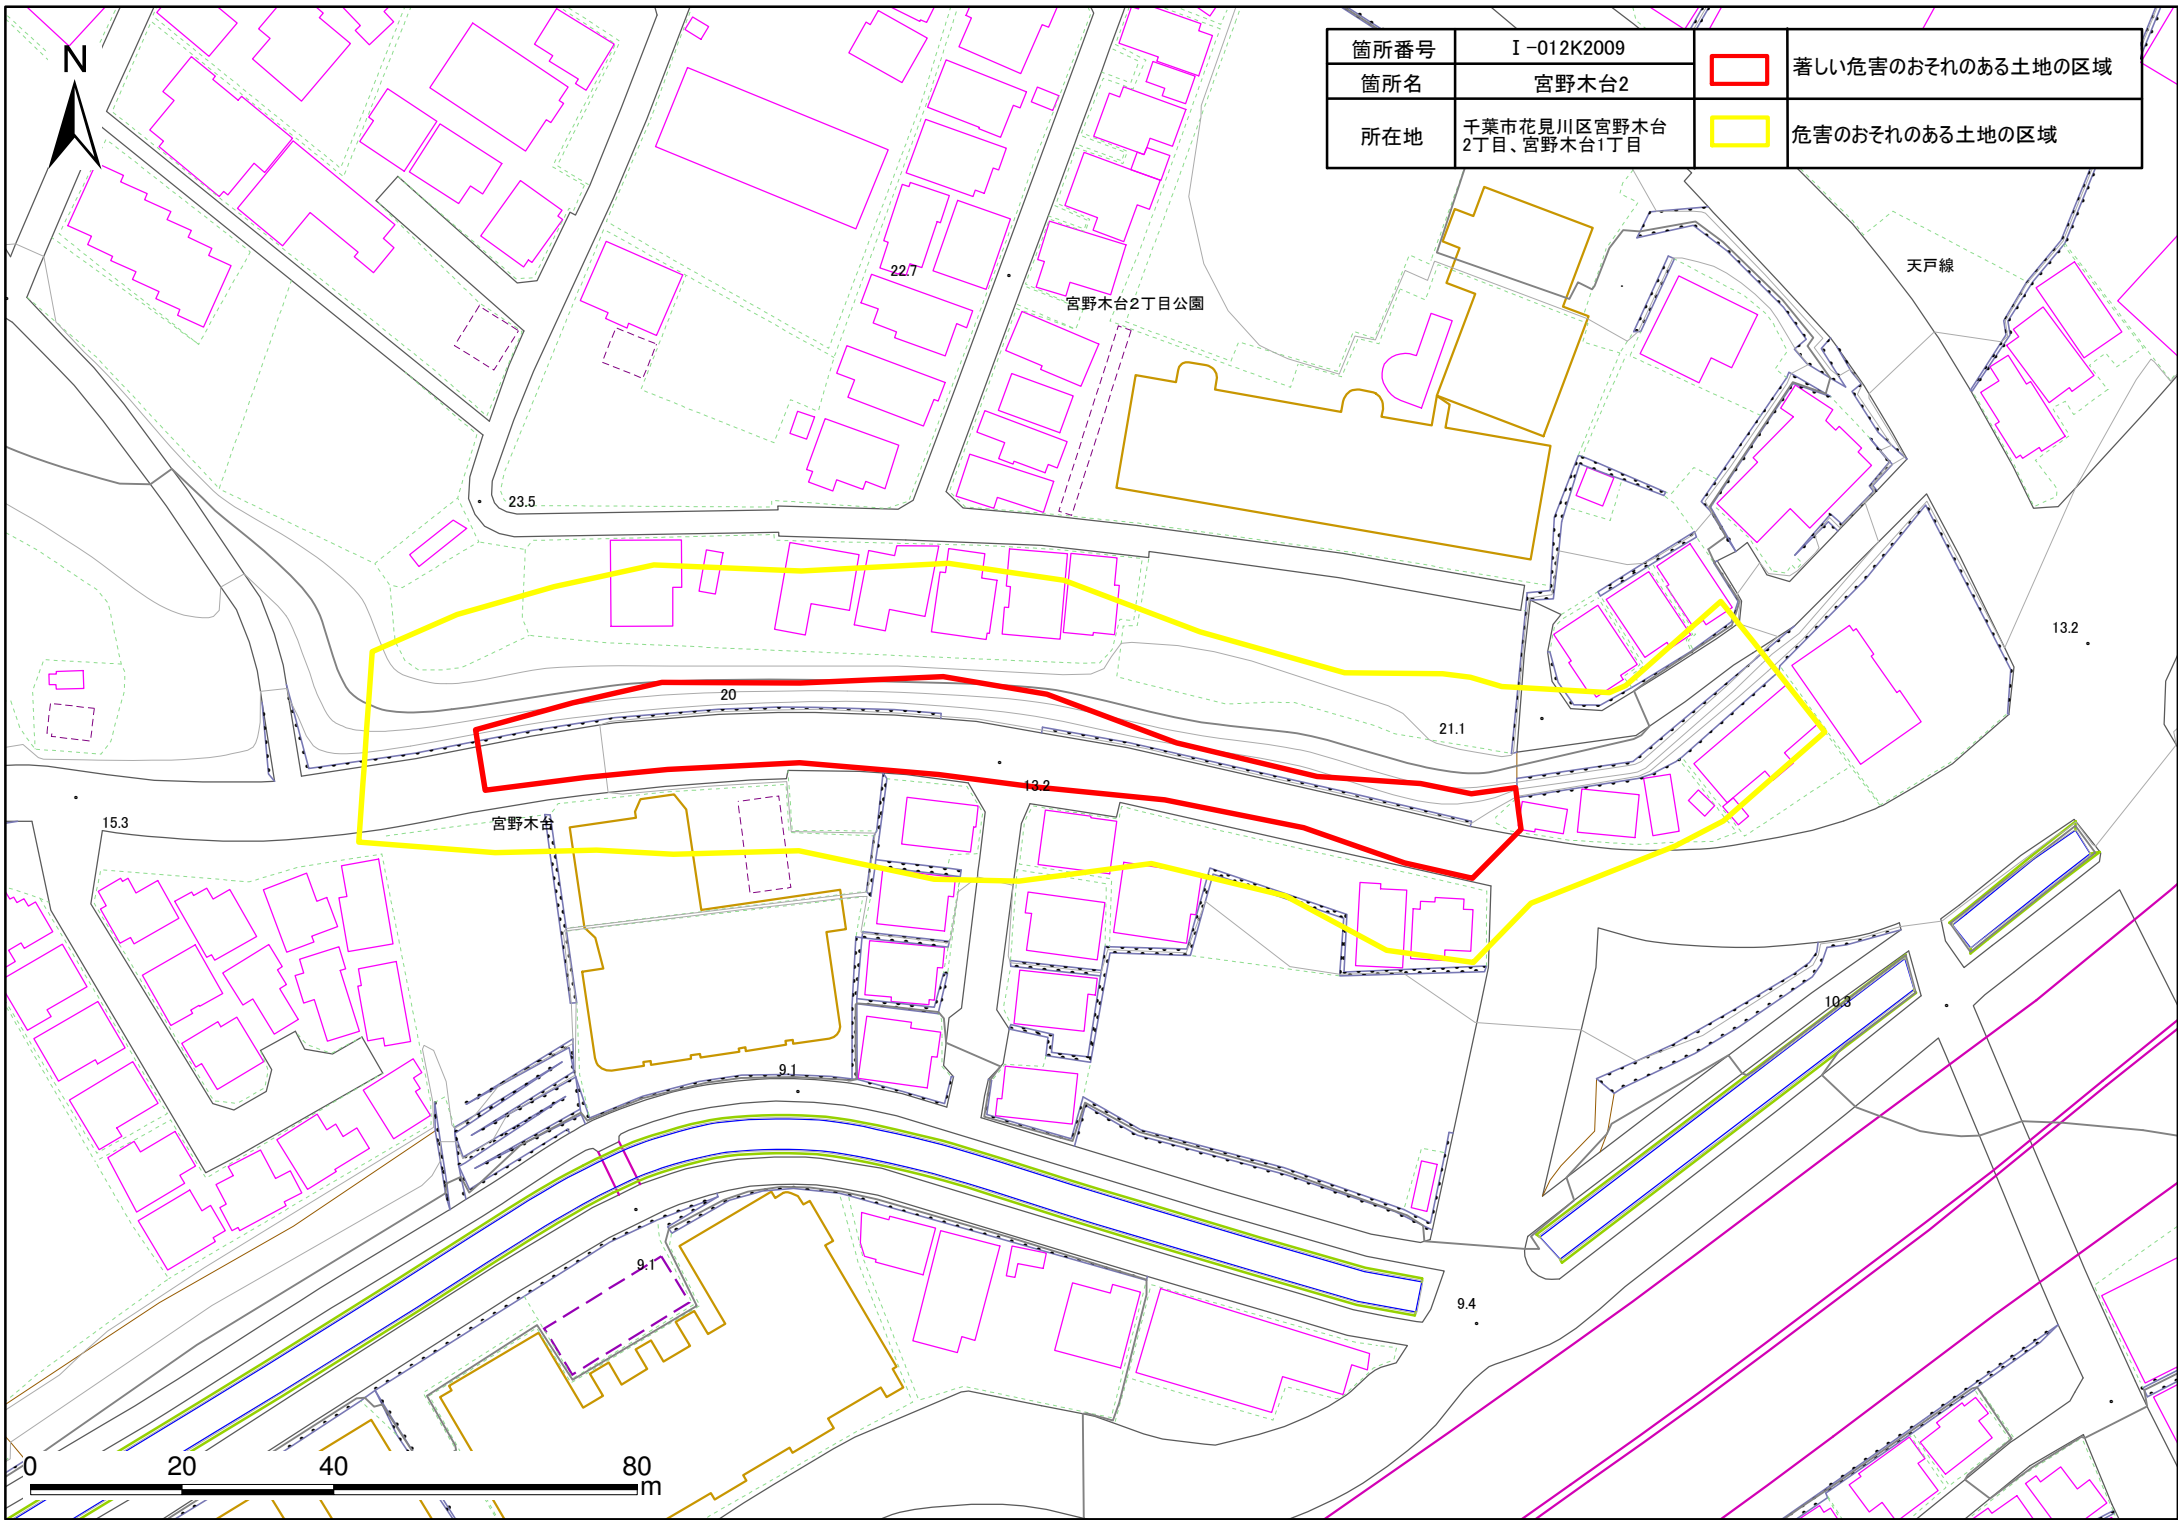 N
箇所番号 Ⅰ-012K2009
箇所名 宮野木台2
所在地 千葉市花見川区宮野木台
2丁目、宮野木台1丁目
著しい危害のおそれのある土地の区域
危害のおそれのある土地の区域
天戸線
22.7
宮野木台2丁目公園
23.5
13.2
20
21.1
13.2
15.3
宮野木台
10.3
9.1
9.1
9.4
0 20 40 80
m